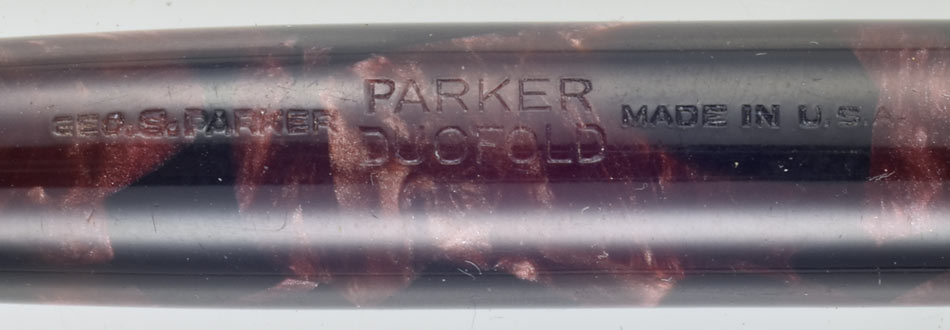 GEO.S.PARKER
PARKER
DUOFOLD
MADE IN U.S.A.